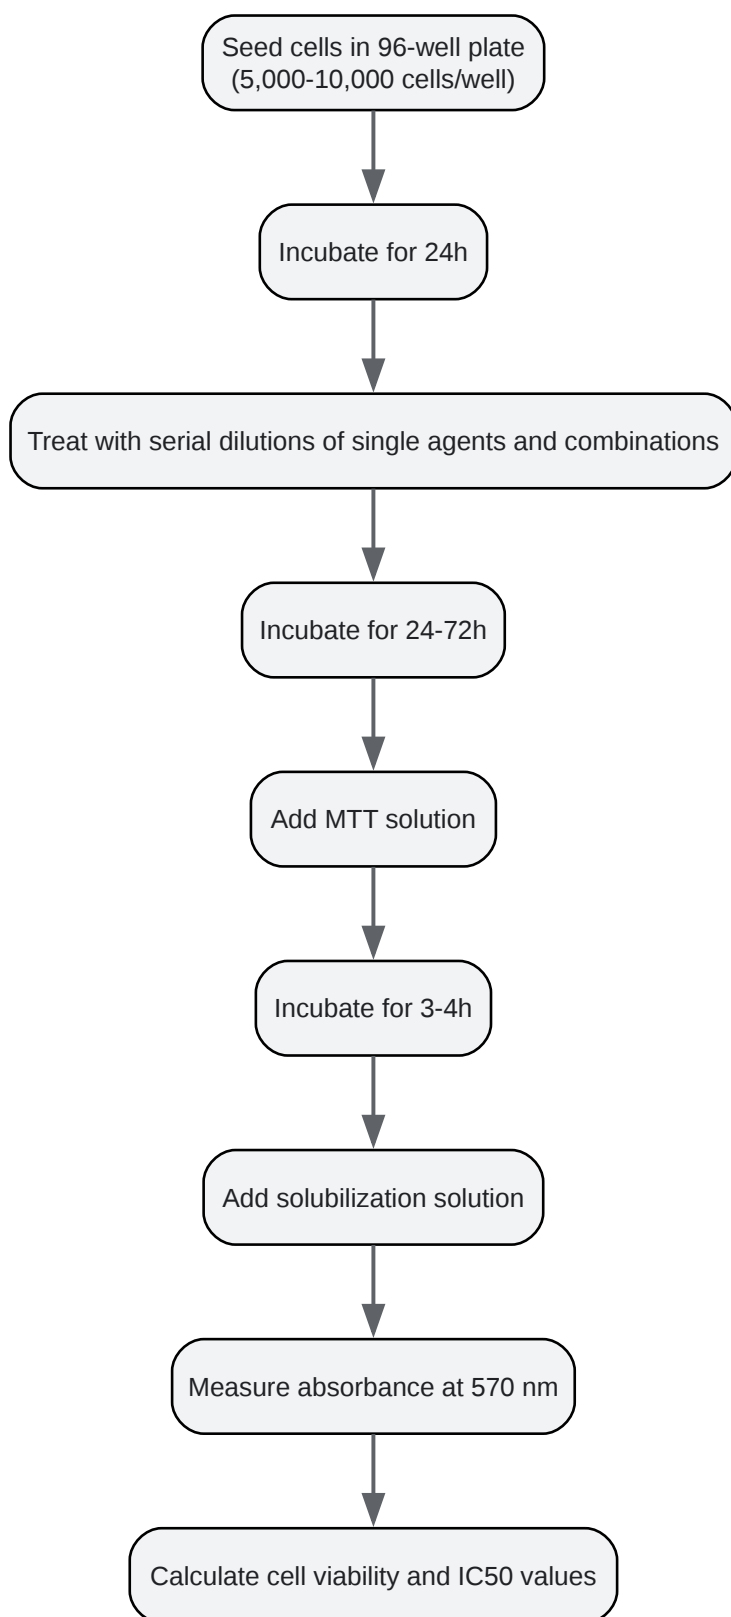 Seed cells in 96-well plate
(5,000-10,000 cells/well)
Incubate for 24h
Treat with serial dilutions of single agents and combinations
Incubate for 24-72h
Add MTT solution
Incubate for 3-4h
Add solubilization solution
Measure absorbance at 570 nm
Calculate cell viability and IC50 values